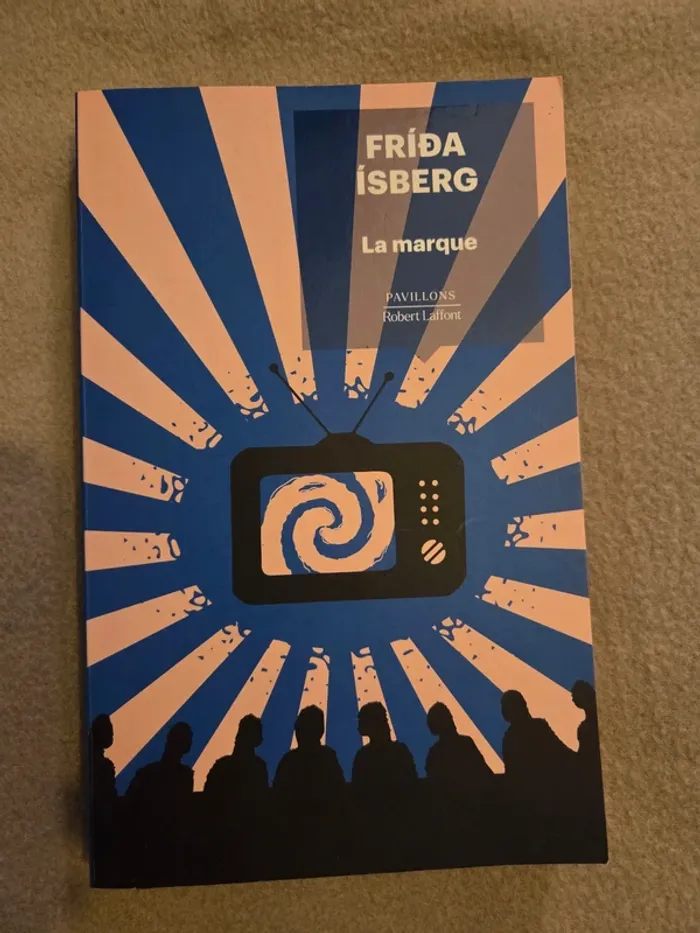 FRÍÐA
ÍSBERG
La marque
PAVILLONS
Robert Laffont